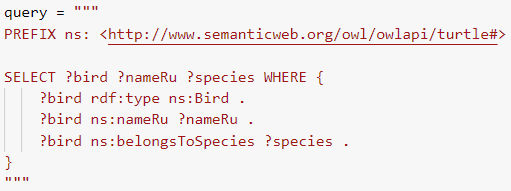 query = """
PREFIX ns: <http://www.semanticweb.org/owl/owlapi/turtle#>
SELECT ?bird ?nameRu ?species WHERE {
?bird rdf:type ns:Bird .
?bird ns:nameRu ?nameRu .
?bird ns:belongsToSpecies ?species .
}
"""